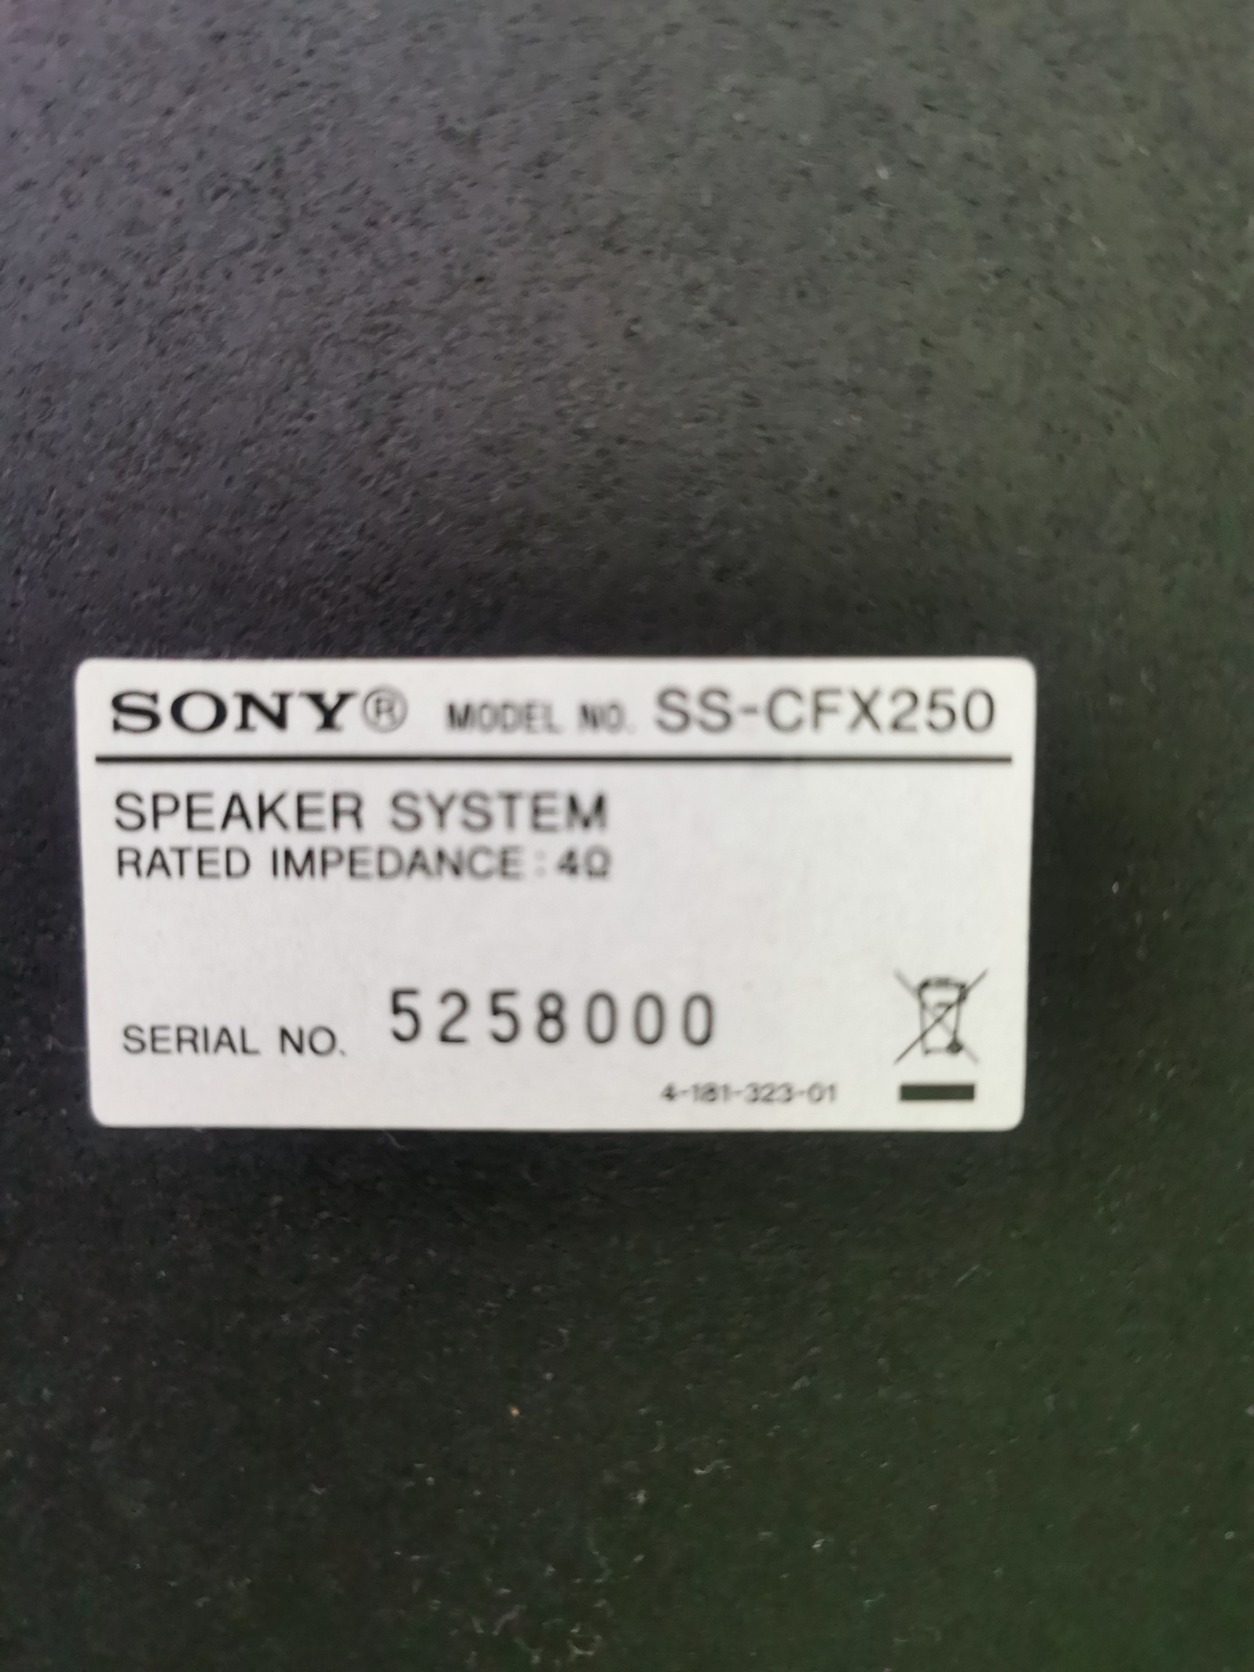 SONY® MODEL NO. SS-CFX250
SPEAKER SYSTEM
RATED IMPEDANCE : 4Ω
SERIAL NO. 5258000
4-181-323-01